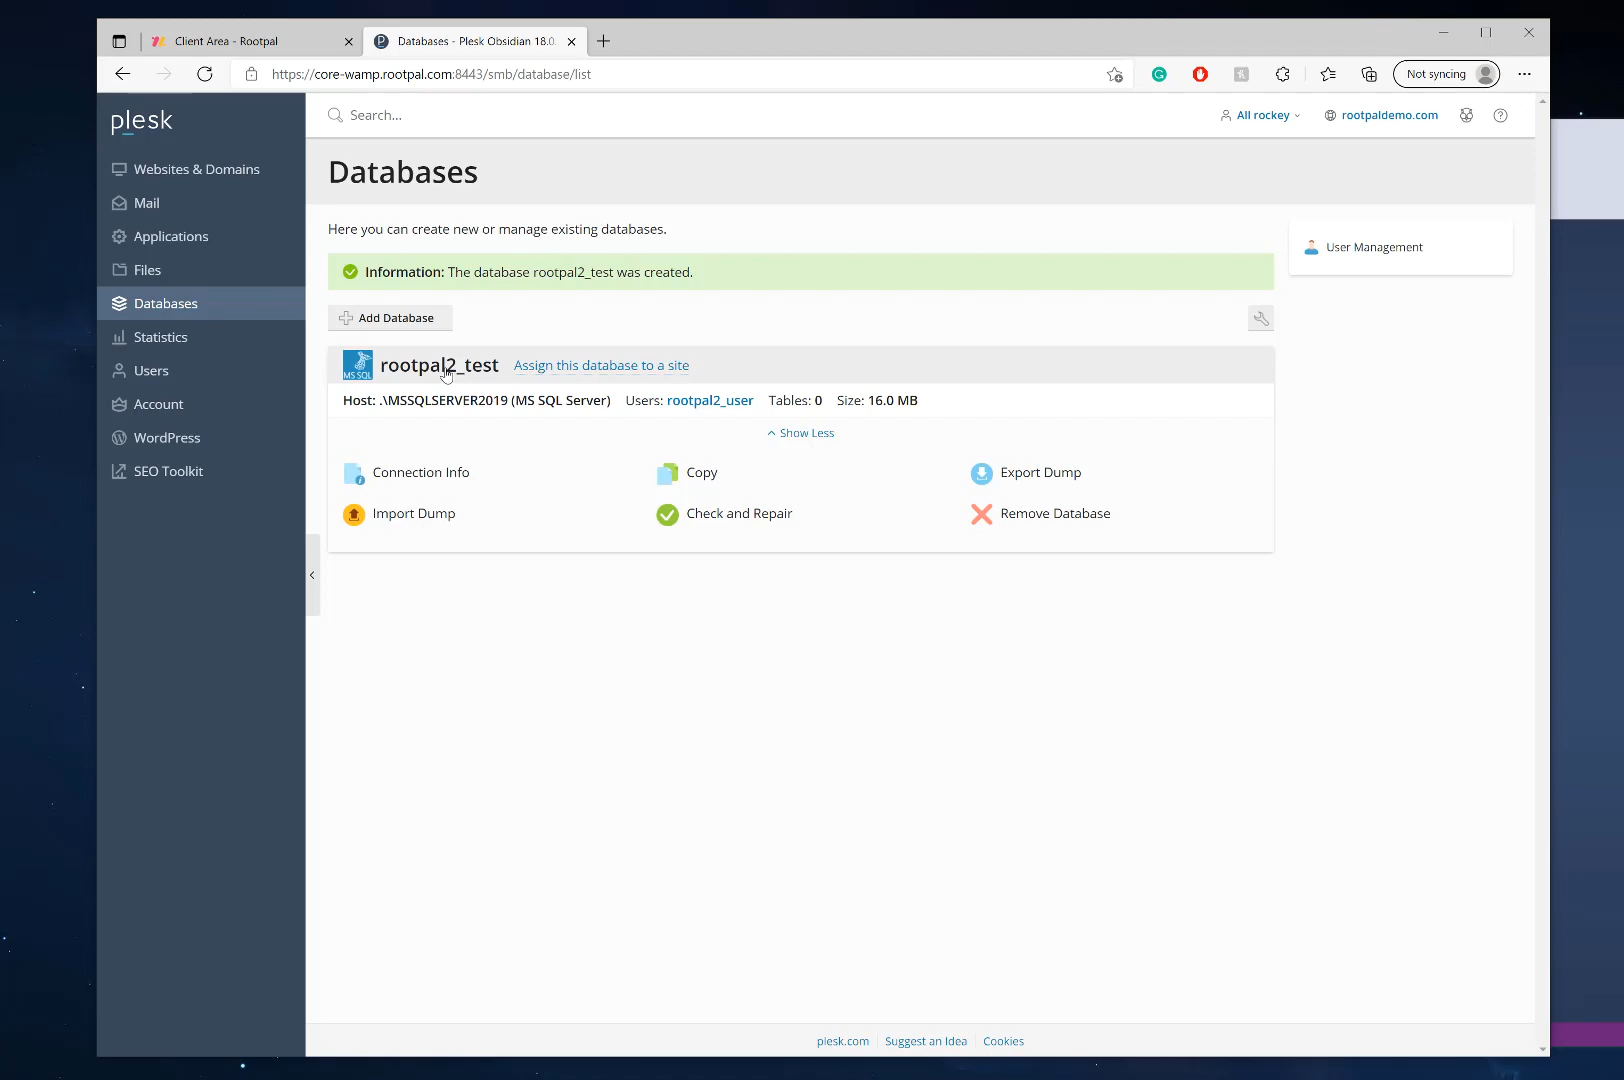 Client Area - Rootpal
Databases - Plesk Obsidian 18.0.
https://core-wamp.rootpal.com:8443/smb/database/list
Not syncing
plesk
Search...
All rockey
rootpaldemo.com
Websites & Domains
Mail
Applications
Files
Databases
Statistics
Users
Account
WordPress
SEO Toolkit
Databases
Here you can create new or manage existing databases.
User Management
Information: The database rootpal2_test was created.
Add Database
MS SQL
rootpal2_test Assign this database to a site
Host: .\MSSQLSERVER2019 (MS SQL Server) Users: rootpal2_user Tables: 0 Size: 16.0 MB
Show Less
Connection Info Copy Export Dump
Import Dump Check and Repair Remove Database
plesk.com Suggest an Idea Cookies